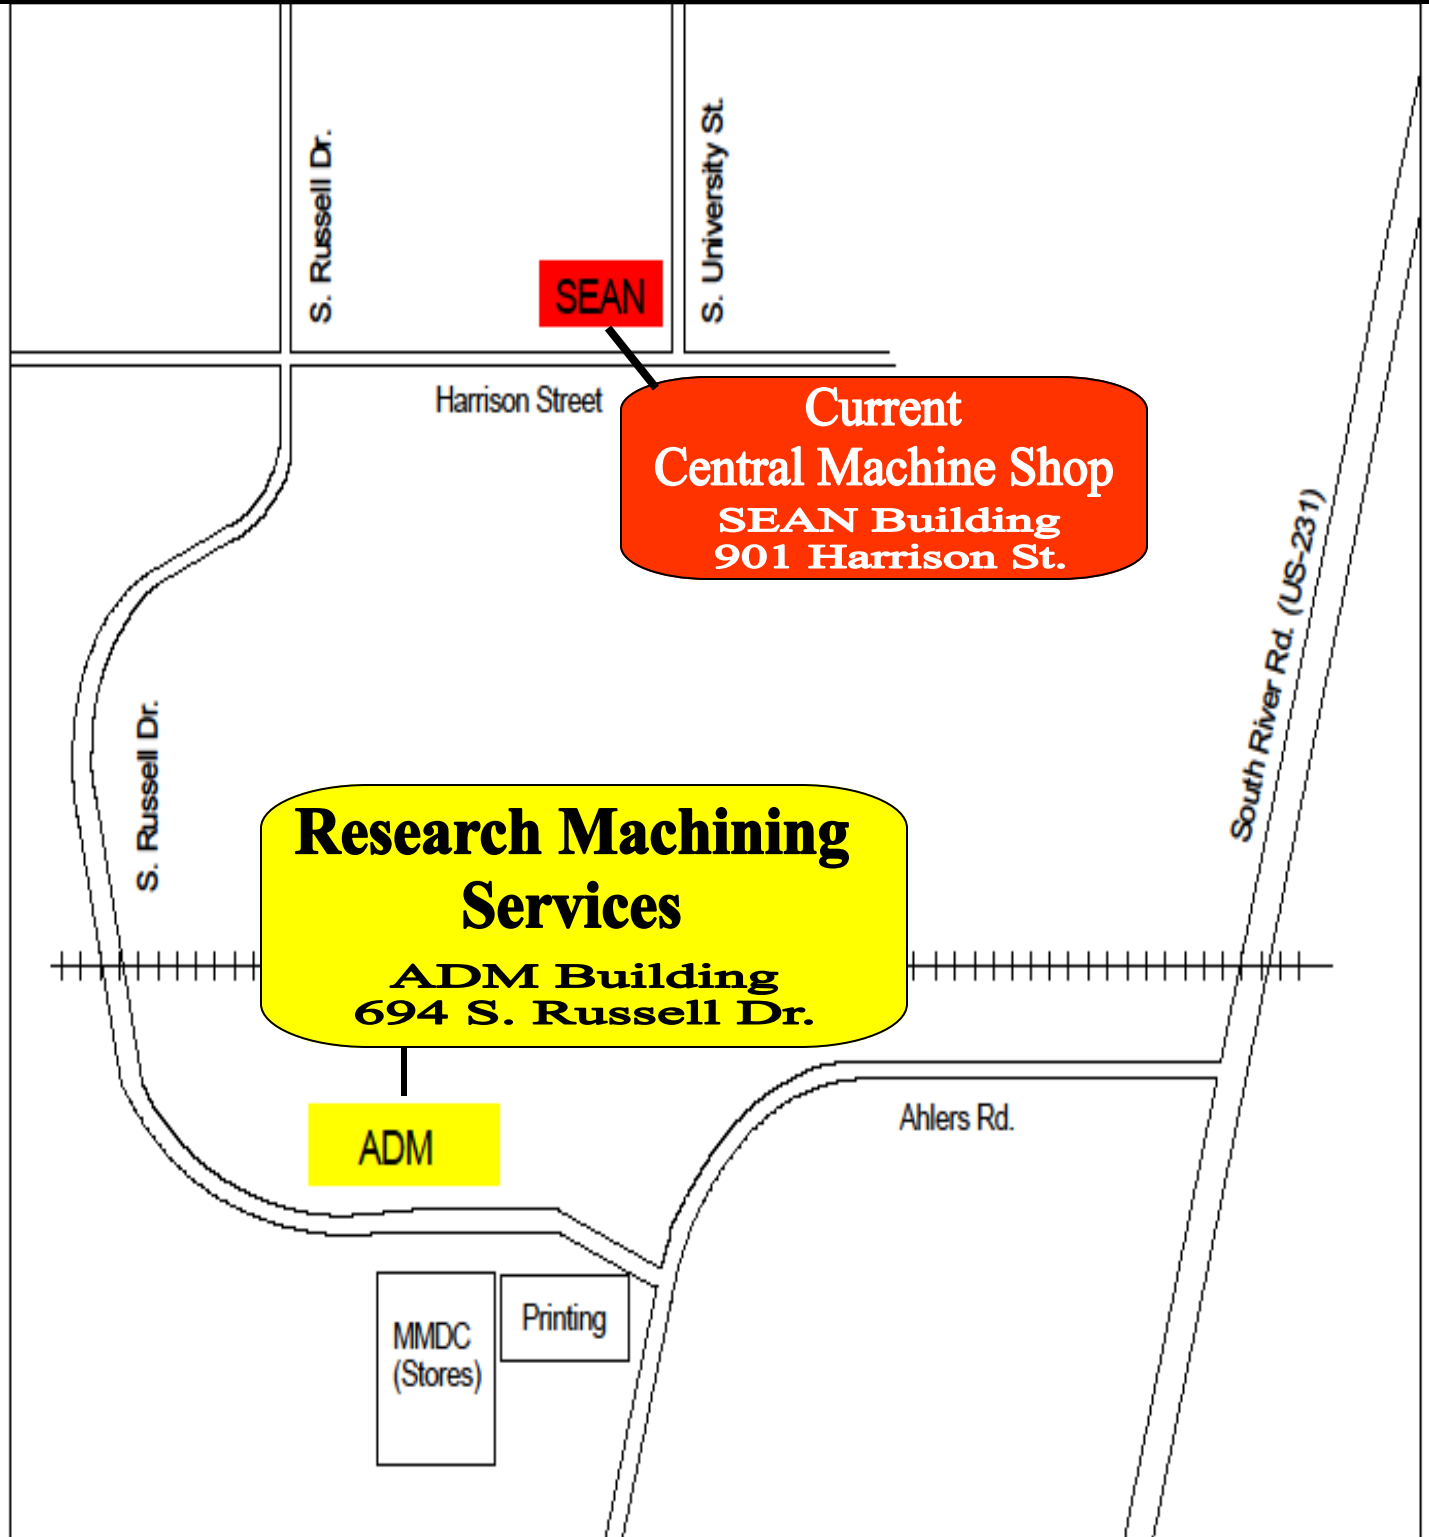 S. Russell Dr.
S. University St.
SEAN
Harrison Street
Current
Central Machine Shop
SEAN Building
901 Harrison St.
South River Rd. (US-231)
S. Russell Dr.
Research Machining
Services
ADM Building
694 S. Russell Dr.
ADM
Ahlers Rd.
MMDC
(Stores)
Printing